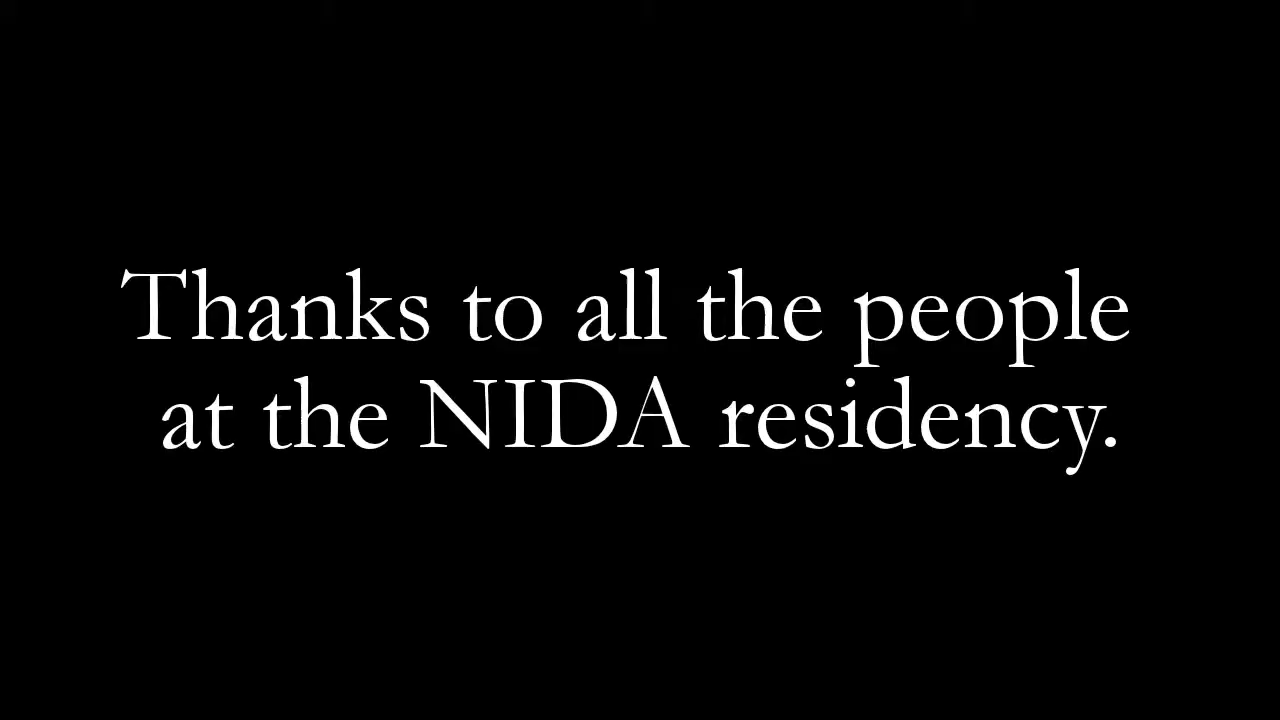 Thanks to all the people
at the NIDA residency.